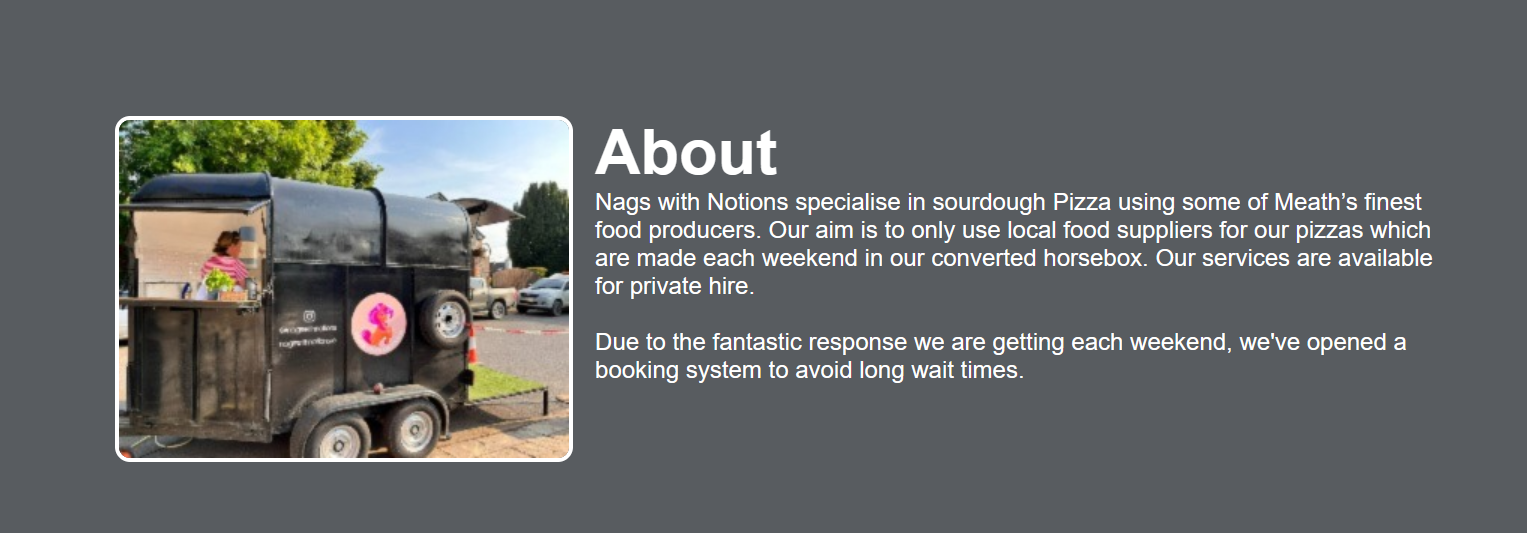 About
Nags with Notions specialise in sourdough Pizza using some of Meath’s finest
food producers. Our aim is to only use local food suppliers for our pizzas which
are made each weekend in our converted horsebox. Our services are available
for private hire.
Due to the fantastic response we are getting each weekend, we've opened a
booking system to avoid long wait times.